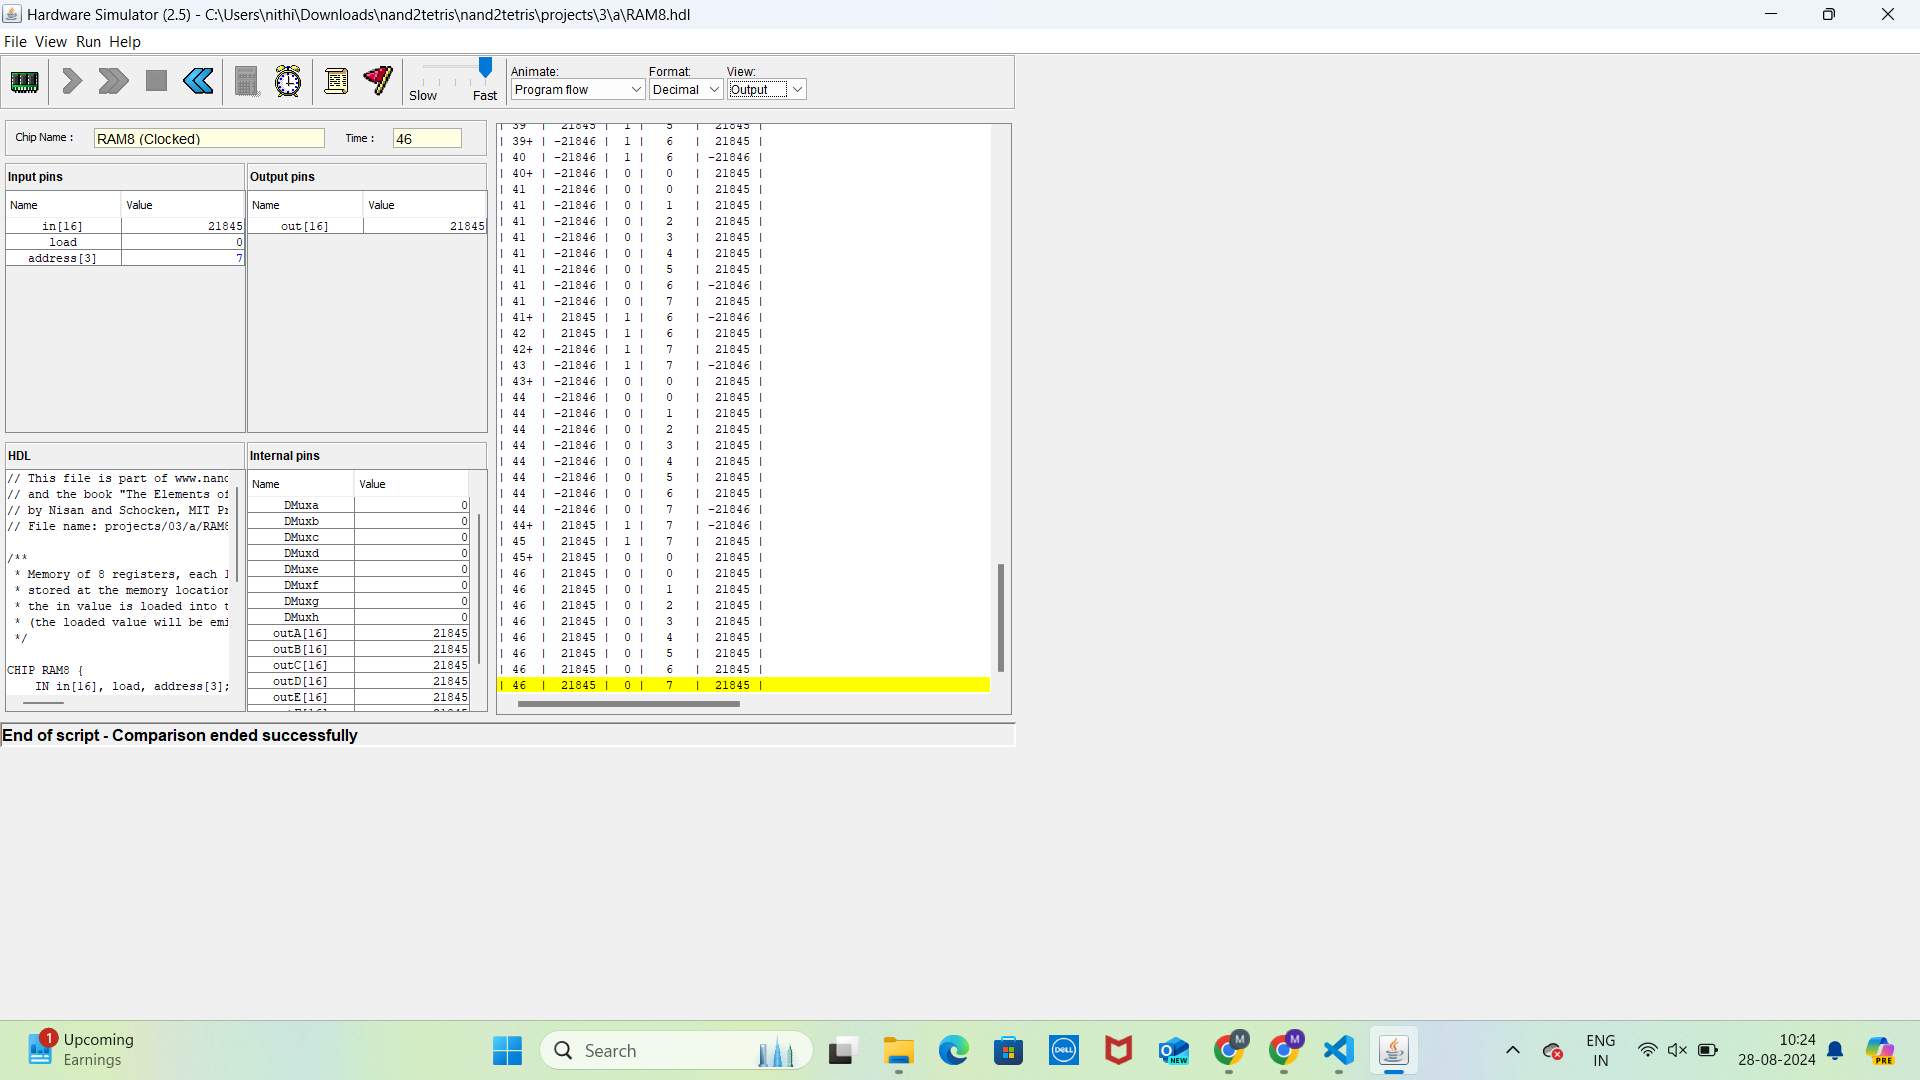 Hardware Simulator (2.5) - C:\Users\nithi\Downloads\nand2tetris\nand2tetris\projects\3\a\RAM8.hdl
File View Run Help
Slow Fast
Animate: Format: View:
Program flow Decimal Output
Chip Name : RAM8 (Clocked) Time : 46
Input pins
Name Value
in[16] 21845
load 0
address[3] 7
Output pins
Name Value
out[16] 21845
HDL
// This file is part of www.nand
// and the book "The Elements of
// by Nisan and Schocken, MIT Pr
// File name: projects/03/a/RAM8
/**
* Memory of 8 registers, each 1
* stored at the memory location
* the in value is loaded into t
* (the loaded value will be emi
*/
CHIP RAM8 {
IN in[16], load, address[3];
Internal pins
Name Value
DMuxa 0
DMuxb 0
DMuxc 0
DMuxd 0
DMuxe 0
DMuxf 0
DMuxg 0
DMuxh 0
outA[16] 21845
outB[16] 21845
outC[16] 21845
outD[16] 21845
outE[16] 21845
| 39 | 21845 | 1 | 5 | 21845 |
| 39+ | -21846 | 1 | 6 | 21845 |
| 40 | -21846 | 1 | 6 | -21846 |
| 40+ | -21846 | 0 | 0 | 21845 |
| 41 | -21846 | 0 | 0 | 21845 |
| 41 | -21846 | 0 | 1 | 21845 |
| 41 | -21846 | 0 | 2 | 21845 |
| 41 | -21846 | 0 | 3 | 21845 |
| 41 | -21846 | 0 | 4 | 21845 |
| 41 | -21846 | 0 | 5 | 21845 |
| 41 | -21846 | 0 | 6 | -21846 |
| 41 | -21846 | 0 | 7 | 21845 |
| 41+ | 21845 | 1 | 6 | -21846 |
| 42 | 21845 | 1 | 6 | 21845 |
| 42+ | -21846 | 1 | 7 | 21845 |
| 43 | -21846 | 1 | 7 | -21846 |
| 43+ | -21846 | 0 | 0 | 21845 |
| 44 | -21846 | 0 | 0 | 21845 |
| 44 | -21846 | 0 | 1 | 21845 |
| 44 | -21846 | 0 | 2 | 21845 |
| 44 | -21846 | 0 | 3 | 21845 |
| 44 | -21846 | 0 | 4 | 21845 |
| 44 | -21846 | 0 | 5 | 21845 |
| 44 | -21846 | 0 | 6 | 21845 |
| 44 | -21846 | 0 | 7 | -21846 |
| 44+ | 21845 | 1 | 7 | -21846 |
| 45 | 21845 | 1 | 7 | 21845 |
| 45+ | 21845 | 0 | 0 | 21845 |
| 46 | 21845 | 0 | 0 | 21845 |
| 46 | 21845 | 0 | 1 | 21845 |
| 46 | 21845 | 0 | 2 | 21845 |
| 46 | 21845 | 0 | 3 | 21845 |
| 46 | 21845 | 0 | 4 | 21845 |
| 46 | 21845 | 0 | 5 | 21845 |
| 46 | 21845 | 0 | 6 | 21845 |
| 46 | 21845 | 0 | 7 | 21845 |
End of script - Comparison ended successfully
1
Upcoming
Earnings
Search
DELL
NEW
M
M
ENG
IN
10:24
28-08-2024
PRE